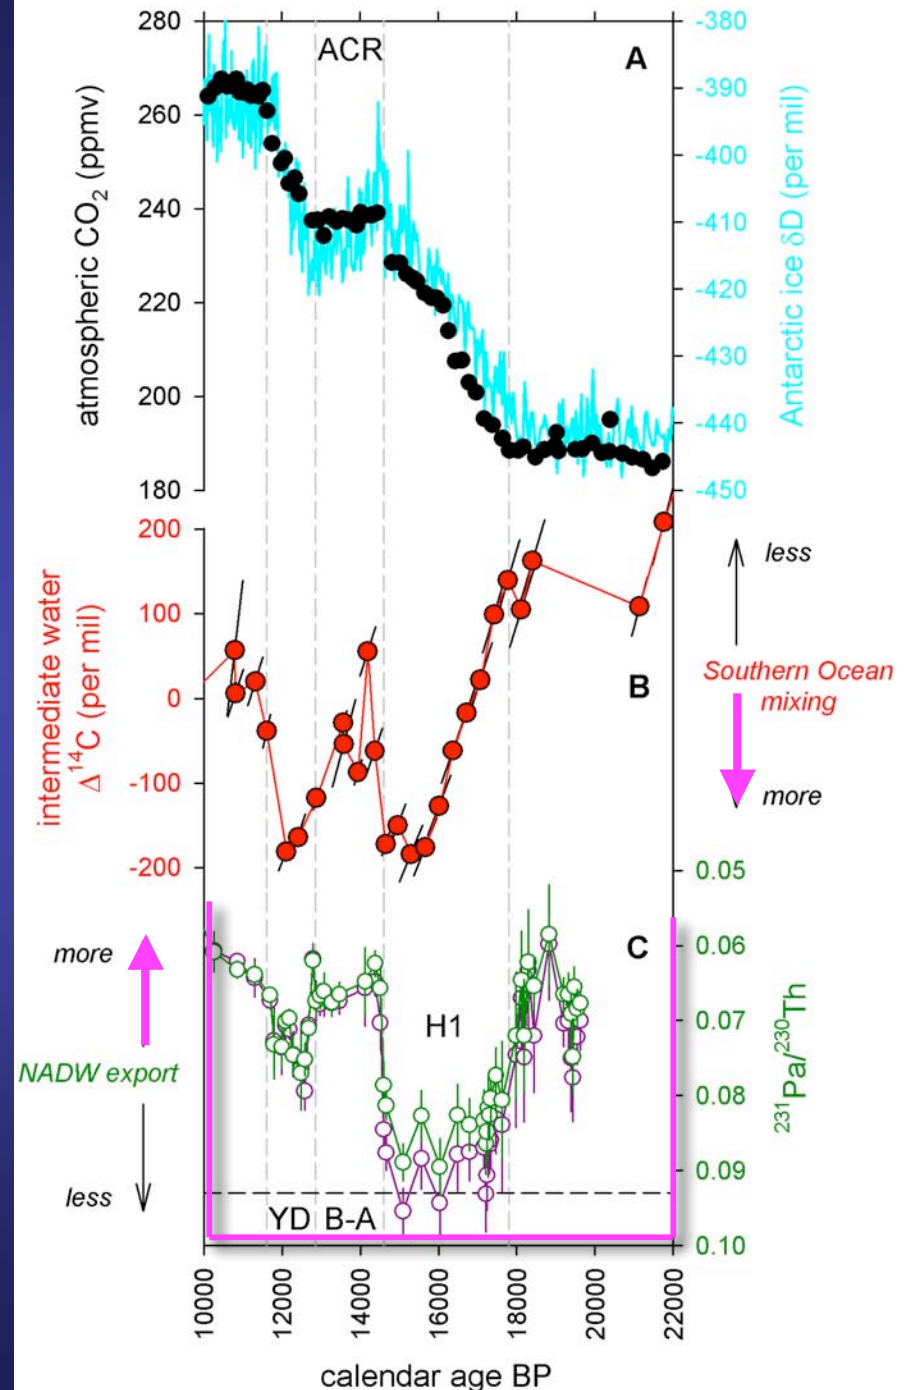 280
260
240
220
200
180
atmospheric CO₂ (ppmv)
ACR
A
-380
-390
-400
-410
-420
-430
-440
-450
Antarctic ice δD (per mil)
200
100
0
-100
-200
intermediate water
Δ¹⁴C (per mil)
B
less
Southern Ocean
mixing
more
more
NADW export
less
C
H1
YD B-A
0.05
0.06
0.07
0.08
0.09
0.10
²³¹Pa/²³⁰Th
10000
12000
14000
16000
18000
20000
22000
calendar age BP